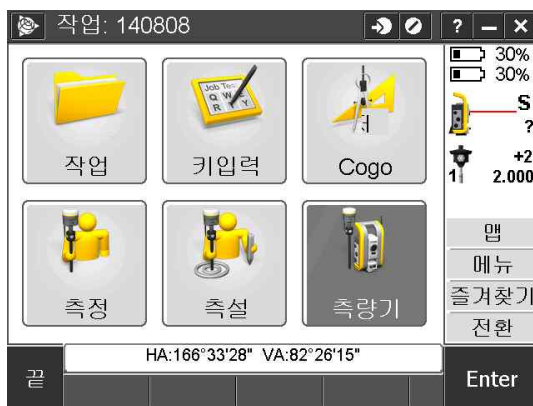 작업: 140808
? – X
30%
30%
S
?
+2
1 2.000
Job Te
Q W E
R T Y
작업
키입력
Cogo
측정
측설
측량기
맵
메뉴
즐겨찾기
전환
HA:166°33'28" VA:82°26'15"
끝
Enter